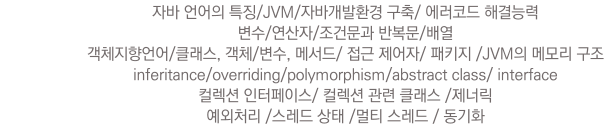 자바 언어의 특징/JVM/자바개발환경 구축/ 에러코드 해결능력
변수/연산자/조건문과 반복문/배열
객체지향언어/클래스, 객체/변수, 메서드/ 접근 제어자/ 패키지 /JVM의 메모리 구조
inferitance/overriding/polymorphism/abstract class/ interface
컬렉션 인터페이스/ 컬렉션 관련 클래스 /제너릭
예외처리 /스레드 상태 /멀티 스레드 / 동기화